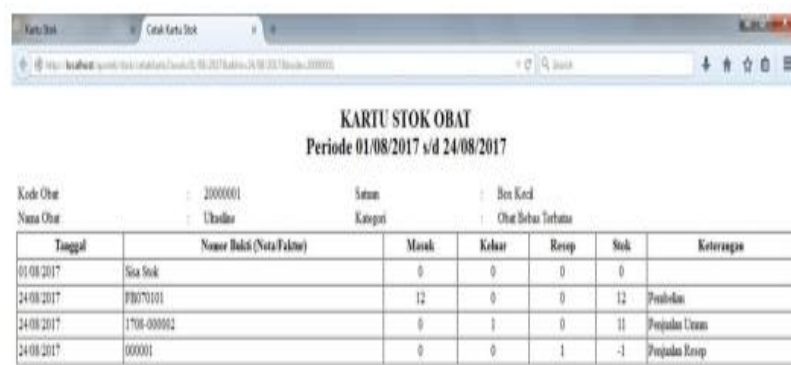 Kartu Stok Cetak Kartu Stok
KARTU STOK OBAT
Periode 01/08/2017 s/d 24/08/2017
Kode Obat : 20000001 Satuan : Box Kecil
Nama Obat : Kategori : Obat Bebas Terbatas
Tanggal Nomor Bukti (Nota/Faktur) Masuk Keluar Resep Stok Keterangan
01/08/2017 Sisa Stok 0 0 0 0
24/08/2017 PB070101 12 0 0 12 Pembelian
24/08/2017 1708-000002 0 1 0 11 Penjualan Umum
24/08/2017 000001 0 0 1 -1 Penjualan Resep